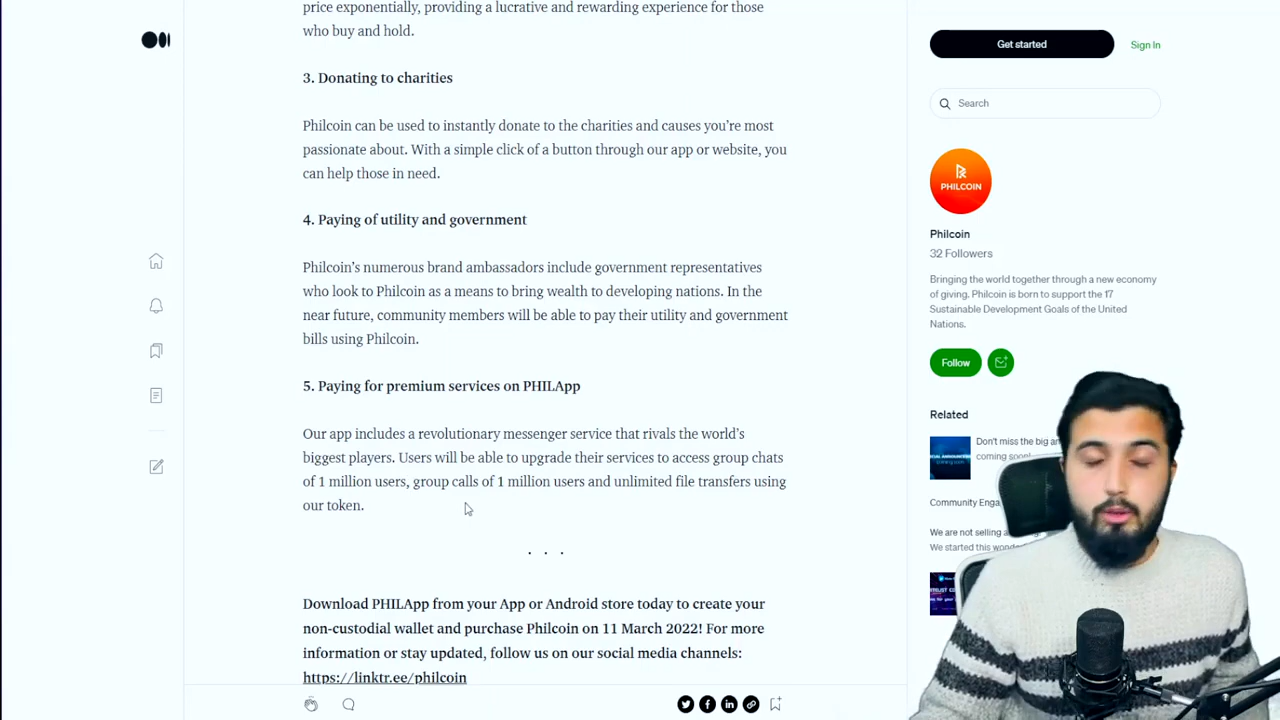 price exponentially, providing a lucrative and rewarding experience for those
who buy and hold.
3. Donating to charities
Philcoin can be used to instantly donate to the charities and causes you're most
passionate about. With a simple click of a button through our app or website, you
can help those in need.
4. Paying of utility and government
Philcoin's numerous brand ambassadors include government representatives
who look to Philcoin as a means to bring wealth to developing nations. In the
near future, community members will be able to pay their utility and government
bills using Philcoin.
5. Paying for premium services on PHILApp
Our app includes a revolutionary messenger service that rivals the world's
biggest players. Users will be able to upgrade their services to access group chats
of 1 million users, group calls of 1 million users and unlimited file transfers using
our token.
. . .
Download PHILApp from your App or Android store today to create your
non-custodial wallet and purchase Philcoin on 11 March 2022! For more
information or stay updated, follow us on our social media channels:
https://linktr.ee/philcoin
Get started
Sign In
Search
PHILCOIN
Philcoin
32 Followers
Bringing the world together through a new economy
of giving. Philcoin is born to support the 17
Sustainable Development Goals of the United
Nations.
Follow
Related
Don't miss the big
coming soon!
Community
We are not selling
We started this